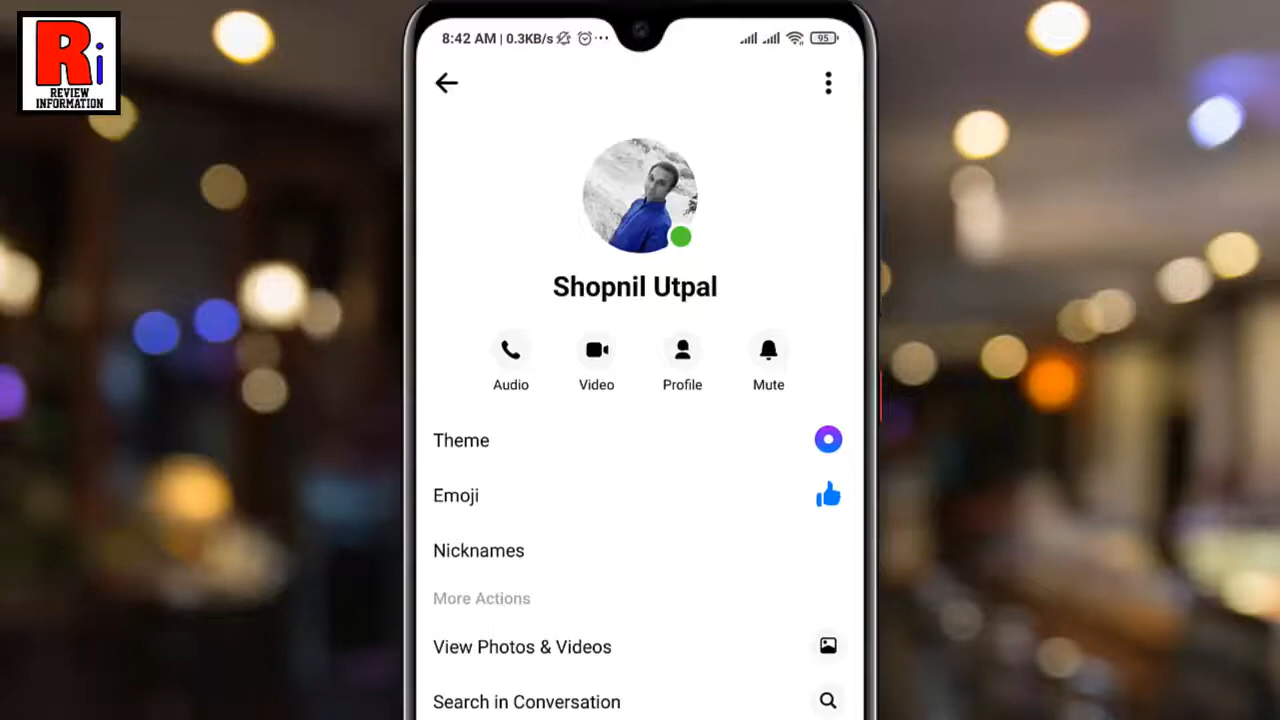 Ri
REVIEW
INFORMATION
8:42 AM | 0.3KB/s
95
Shopnil Utpal
Audio
Video
Profile
Mute
Theme
Emoji
Nicknames
More Actions
View Photos & Videos
Search in Conversation